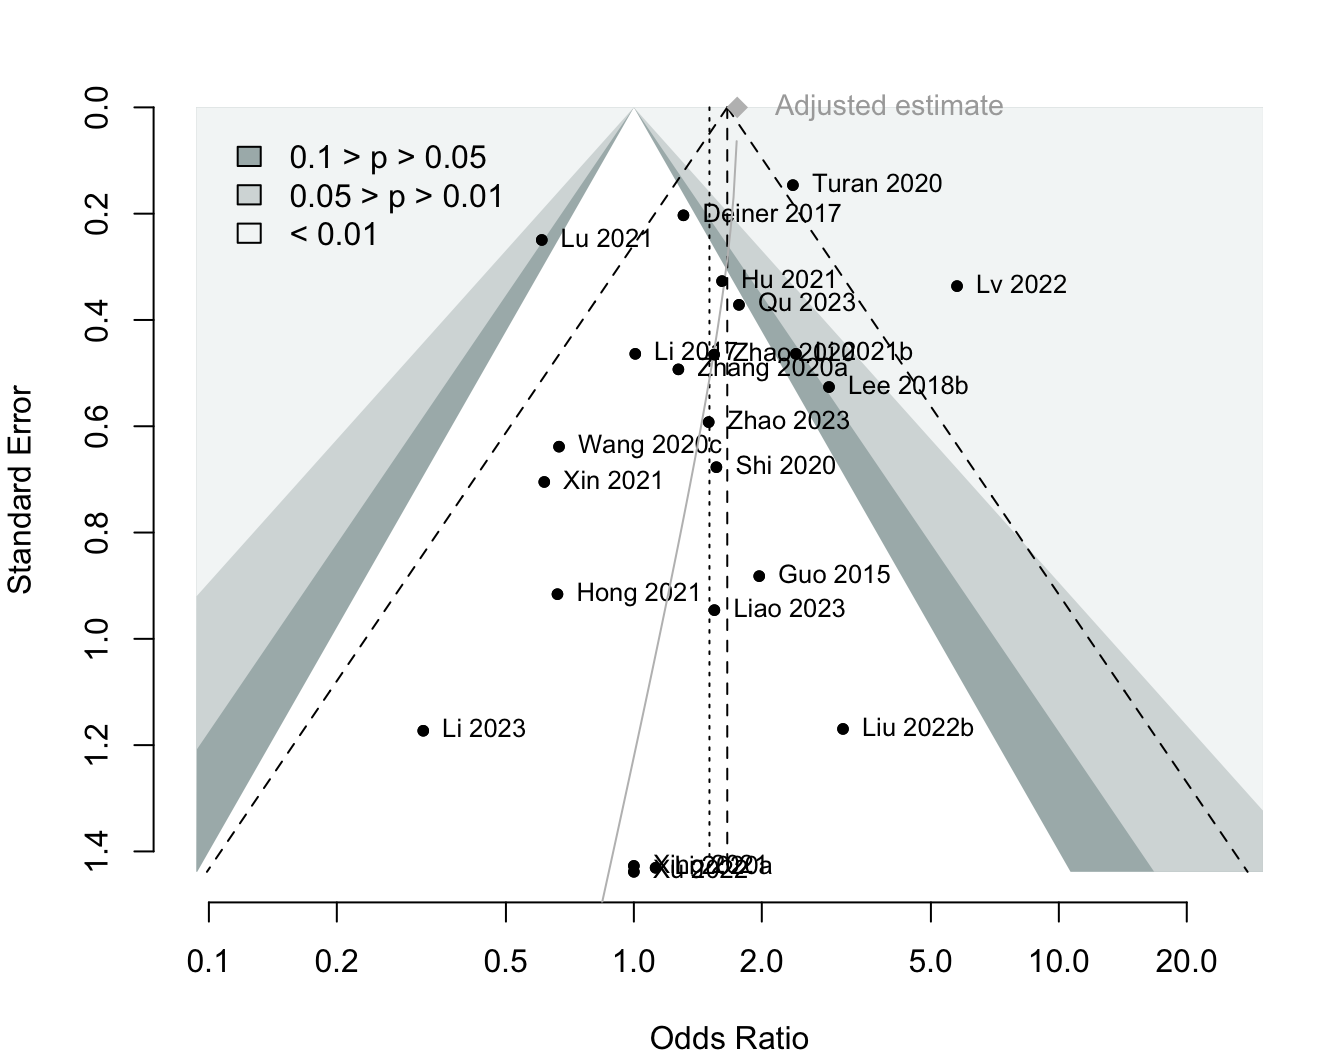 Adjusted estimate
0.1 > p > 0.05
0.05 > p > 0.01
< 0.01
Turan 2020
Deiner 2017
Lu 2021
Hu 2021
Lv 2022
Qu 2023
Li 2017
Zhao 2020
2021b
Zhang 2020a
Lee 2018b
Zhao 2023
Wang 2020c
Shi 2020
Xin 2021
Guo 2015
Hong 2021
Liao 2023
Li 2023
Liu 2022b
Xu 2022
Standard Error
0.0
0.2
0.4
0.6
0.8
1.0
1.2
1.4
0.1 0.2 0.5 1.0 2.0 5.0 10.0 20.0
Odds Ratio